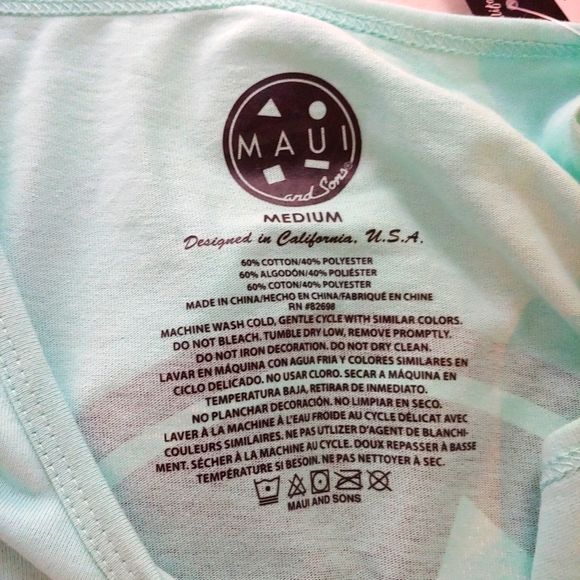 MAUI
and Sons®
MEDIUM
Designed in California, U.S.A.
60% COTTON/40% POLYESTER
60% ALGODÓN/40% POLIÉSTER
60% COTON/40% POLYESTER
MADE IN CHINA/HECHO EN CHINA/FABRIQUÉ EN CHINE
RN #82698
MACHINE WASH COLD, GENTLE CYCLE WITH SIMILAR COLORS.
DO NOT BLEACH. TUMBLE DRY LOW, REMOVE PROMPTLY.
DO NOT IRON DECORATION. DO NOT DRY CLEAN.
LAVAR EN MÁQUINA CON AGUA FRIA Y COLORES SIMILARES EN
CICLO DELICADO. NO USAR CLORO. SECAR A MÁQUINA EN
TEMPERATURA BAJA, RETIRAR DE INMEDIATO.
NO PLANCHAR DECORACIÓN. NO LIMPIAR EN SECO.
LAVER À LA MACHINE À L'EAU FROIDE AU CYCLE DÉLICAT AVEC
COULEURS SIMILAIRES. NE PAS UTILIZER D'AGENT DE BLANCHI-
MENT. SÉCHER À LA MACHINE AU CYCLE. DOUX REPASSER À BASSE
TEMPÉRATURE SI BESOIN. NE PAS NETTOYER À SEC.
MAUI AND SONS